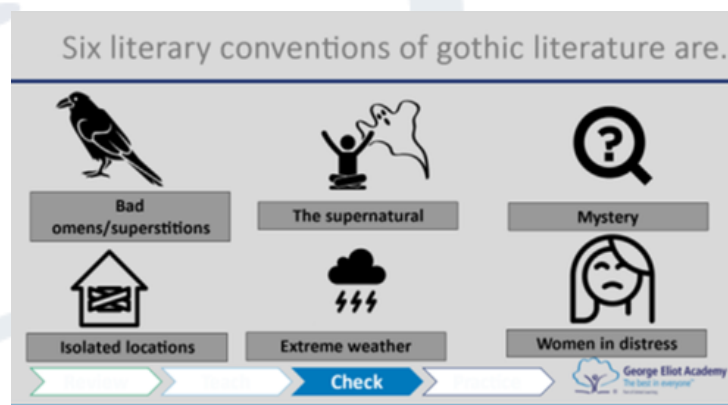 Six literary conventions of gothic literature are.
?
Bad
omens/superstitions
The supernatural
Mystery
Isolated locations
Extreme weather
Women in distress
Check
George Eliot Academy
The best in everyone"